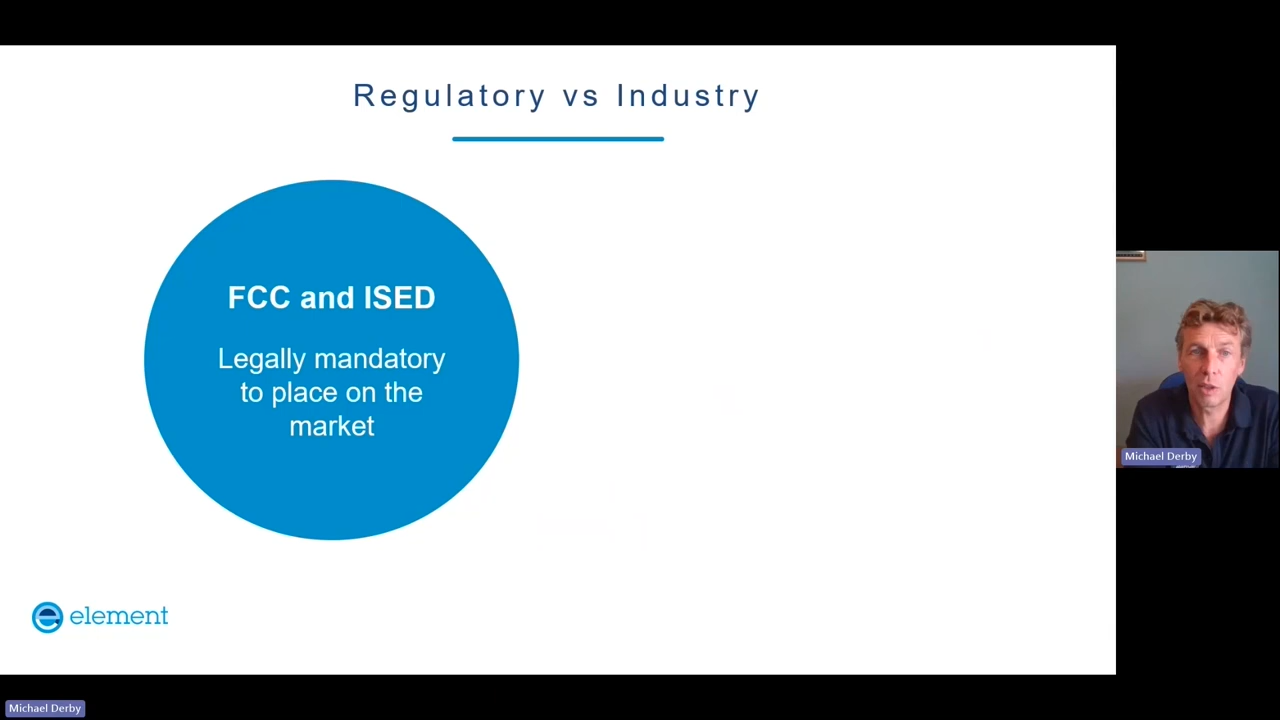 Regulatory vs Industry
FCC and ISED
Legally mandatory
to place on the
market
element
Michael Derby
Michael Derby